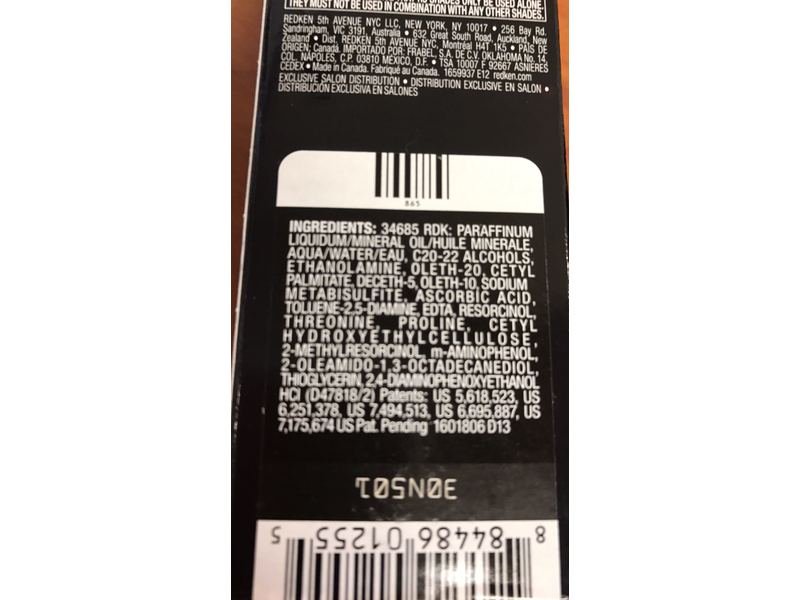 SHADES ONLY BE USED ALONE.
THEY MUST NOT BE USED IN COMBINATION WITH ANY OTHER SHADES.
REDKEN 5th AVENUE NYC LLC, NEW YORK, NY 10017 • 256 Bay Rd.
Sandringham, VIC 3191, Australia • 632 Great South Road, Auckland, New
Zealand • Dist. REDKEN 5th AVENUE NYC, Montréal H4T 1K5 • PAÍS DE
ORIGEN; Canadá. IMPORTADO POR: FRABEL, S.A. DE C.V. OKLAHOMA No. 14,
COL. NÁPOLES, C.P. 03810 MEXICO, D.F. • TSA 10007 F 92667 ASNIERES
CEDEX • Made in Canada. Fabriqué au Canada. 1659937 E12 redken.com
EXCLUSIVE SALON DISTRIBUTION • DISTRIBUTION EXCLUSIVE EN SALON •
DISTRIBUCIÓN EXCLUSIVA EN SALONES
865
INGREDIENTS: 34685 RDK: PARAFFINUM
LIQUIDUM/MINERAL OIL/HUILE MINERALE,
AQUA/WATER/EAU, C20-22 ALCOHOLS,
ETHANOLAMINE, OLETH-20, CETYL
PALMITATE, DECETH-5, OLETH-10, SODIUM
METABISULFITE, ASCORBIC ACID,
TOLUENE-2,5-DIAMINE, EDTA, RESORCINOL,
THREONINE, PROLINE, CETYL
HYDROXYETHYLCELLULOSE,
2-METHYLRESORCINOL, m-AMINOPHENOL,
2-OLEAMIDO-1,3-OCTADECANEDIOL,
THIOGLYCERIN, 2,4-DIAMINOPHENOXYETHANOL
HCl (D47818/2) Patents: US 5,618,523, US
6,251,378, US 7,494,513, US 6,695,887, US
7,175,674 US Pat. Pending 1601806 D13
30N501
8 84486 01255 5